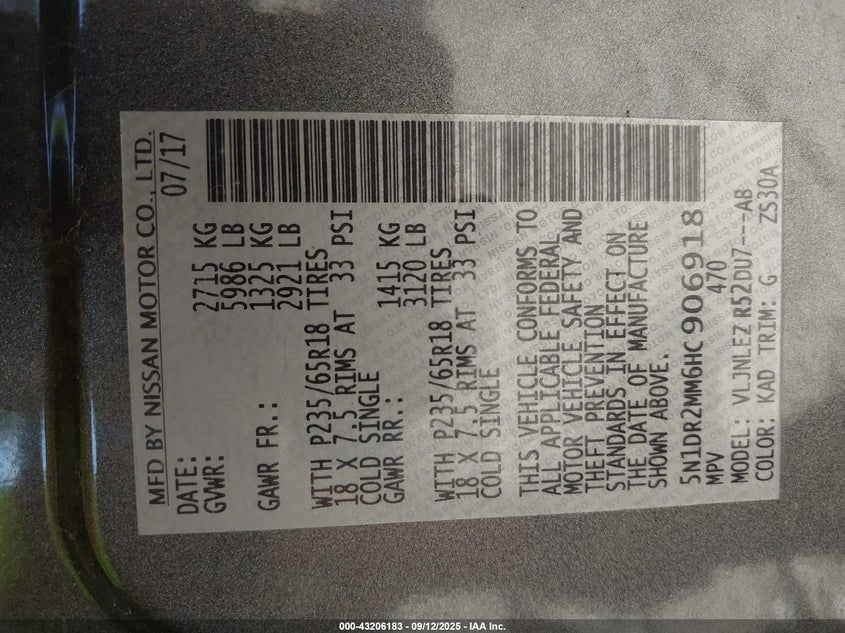 MFD BY NISSAN MOTOR CO., LTD.
DATE: 07/17
GVWR: 2715 KG
5986 LB
GAWR FR.: 1325 KG
2921 LB
WITH P235/65R18 TIRES
18 X 7.5 RIMS AT 33 PSI
COLD SINGLE
GAWR RR.: 1415 KG
3120 LB
WITH P235/65R18 TIRES
18 X 7.5 RIMS AT 33 PSI
COLD SINGLE
THIS VEHICLE CONFORMS TO
ALL APPLICABLE FEDERAL
MOTOR VEHICLE SAFETY AND
THEFT PREVENTION
STANDARDS IN EFFECT ON
THE DATE OF MANUFACTURE
SHOWN ABOVE.
5N1DR2MM6HC906918
MPV 470
MODEL: VLJNLEZ R52DU7---AB
COLOR: KAD TRIM: G ZS30A
000-43206183 - 09/12/2025 - IAA Inc.